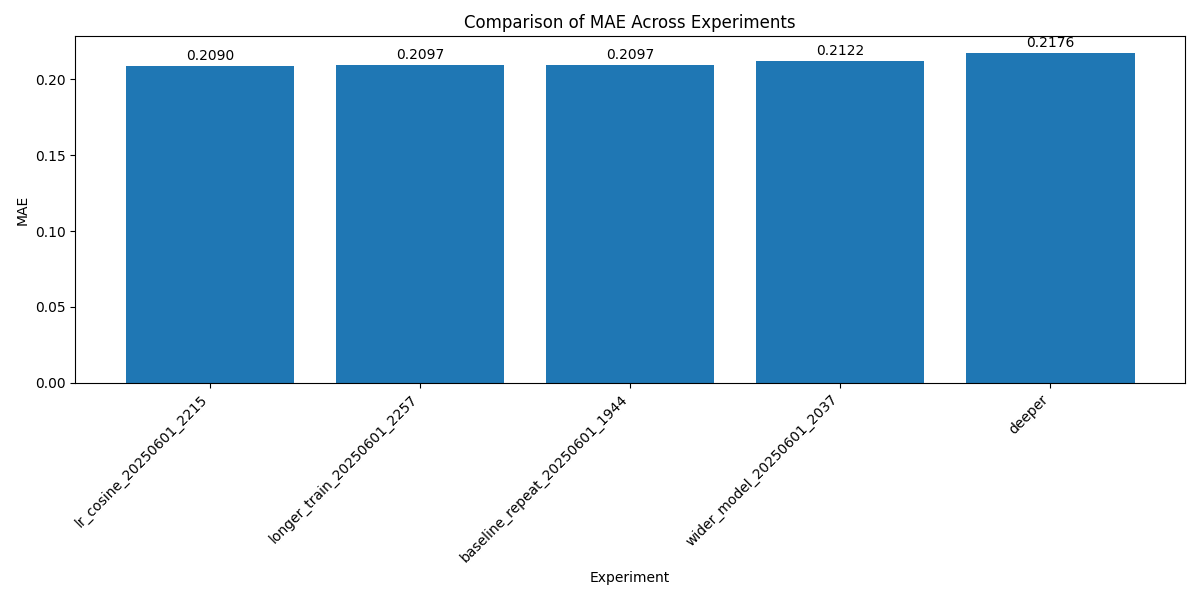 Comparison of MAE Across Experiments
0.2090
0.2097
0.2097
0.2122
0.2176
0.20
0.15
0.10
0.05
0.00
MAE
lr_cosine_20250601_2215
longer_train_20250601_2257
baseline_repeat_20250601_1944
wider_model_20250601_2037
deeper
Experiment